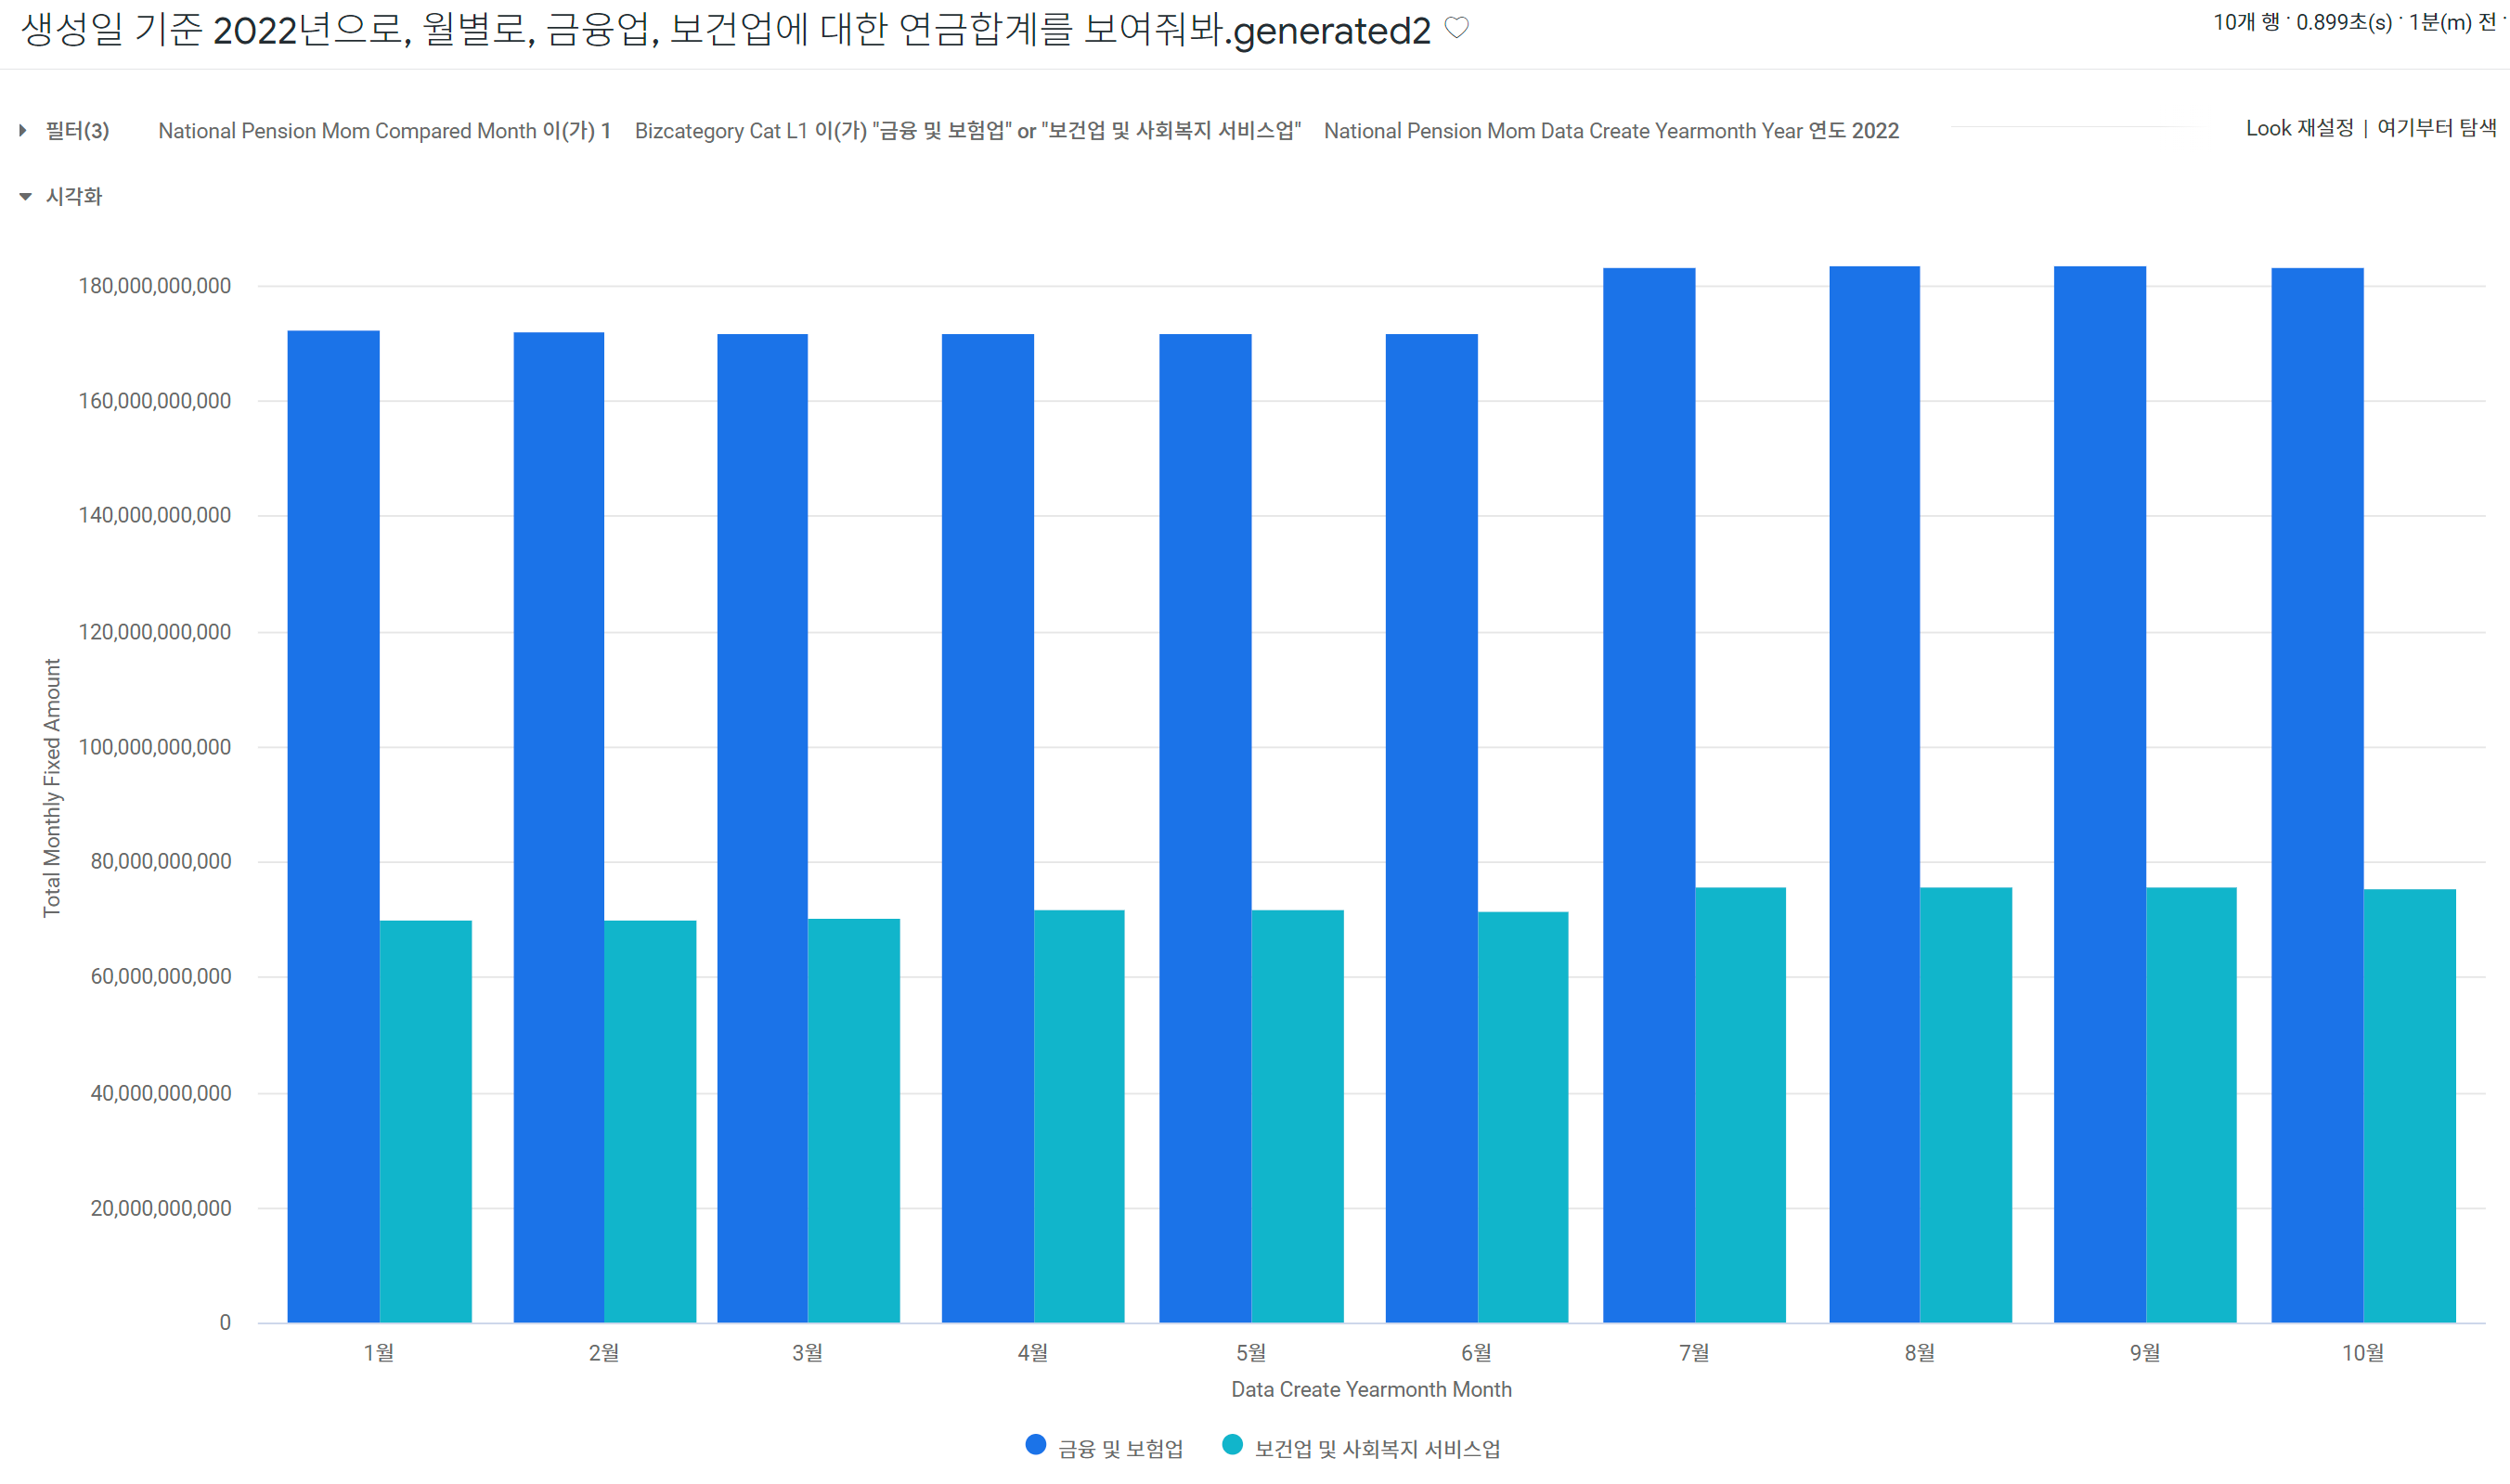 생성일 기준 2022년으로, 월별로, 금융업, 보건업에 대한 연금합계를 보여줘봐.generated2
10개 행 · 0.899초(s) · 1분(m) 전 ·
필터(3) National Pension Mom Compared Month 이(가) 1 Bizcategory Cat L1 이(가) "금융 및 보험업" or "보건업 및 사회복지 서비스업" National Pension Mom Data Create Yearmonth Year 연도 2022
Look 재설정 | 여기부터 탐색
시각화
Total Monthly Fixed Amount
180,000,000,000
160,000,000,000
140,000,000,000
120,000,000,000
100,000,000,000
80,000,000,000
60,000,000,000
40,000,000,000
20,000,000,000
0
1월 2월 3월 4월 5월 6월 7월 8월 9월 10월
Data Create Yearmonth Month
금융 및 보험업 보건업 및 사회복지 서비스업